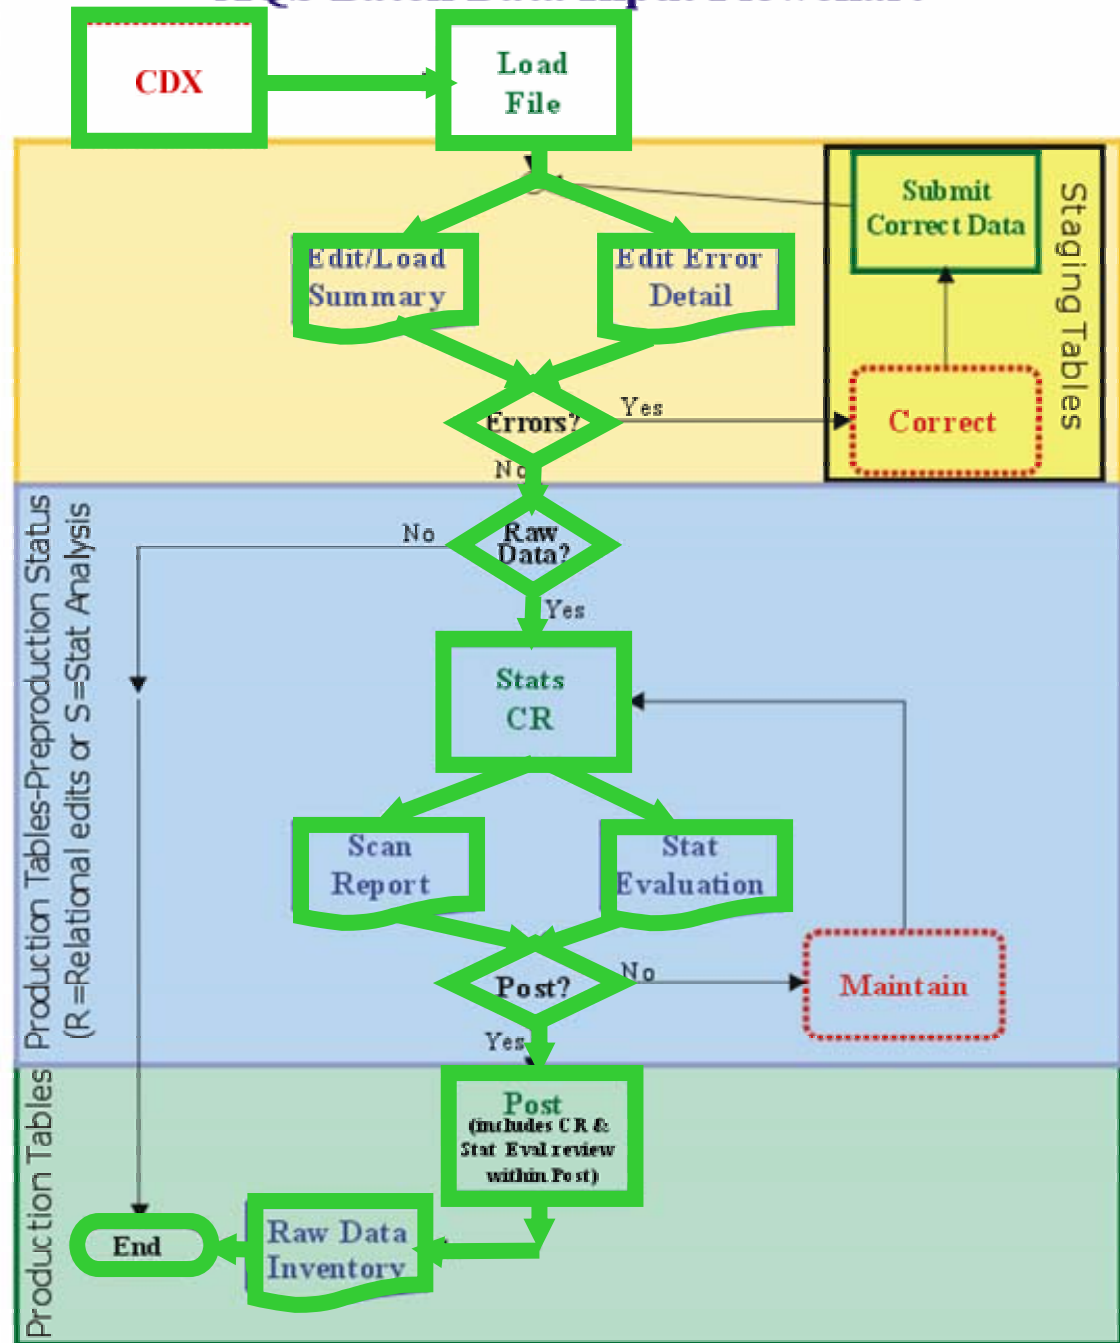 CDX
Load
File
Submit
Correct Data
Staging Tables
Edit/Load
Summary
Edit Error
Detail
Errors?
Yes
Correct
No
Production Tables-Preproduction Status
(R=Relational edits or S=Stat Analysis
No
Raw
Data?
Yes
Stats
CR
Scan
Report
Stat
Evaluation
Post?
No
Maintain
Yes
Production Tables
Post
(includes CR &
Stat Eval review
within Post)
End
Raw Data
Inventory